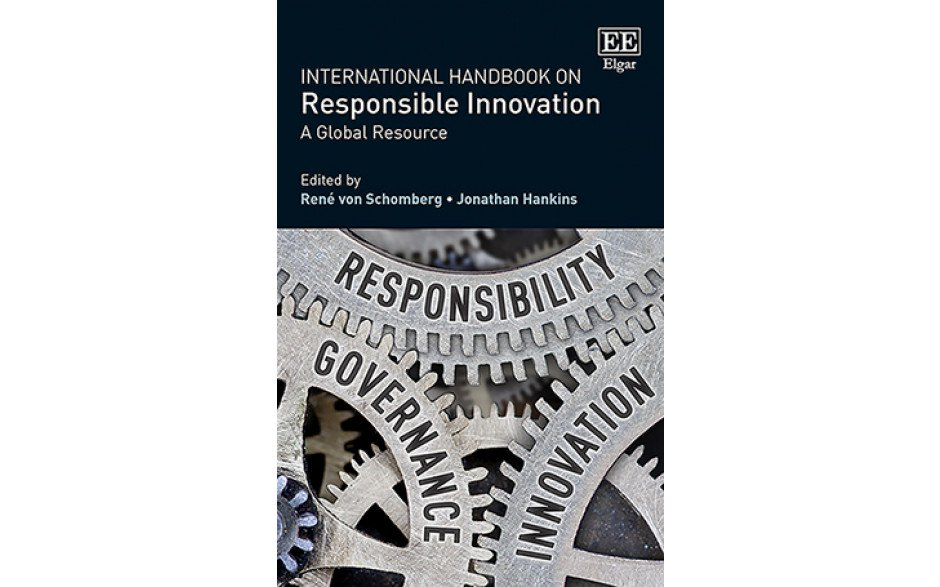 EE
Elgar
INTERNATIONAL HANDBOOK ON
Responsible Innovation
A Global Resource
Edited by
René von Schomberg • Jonathan Hankins
RESPONSIBILITY
GOVERNANCE
INNOVATION